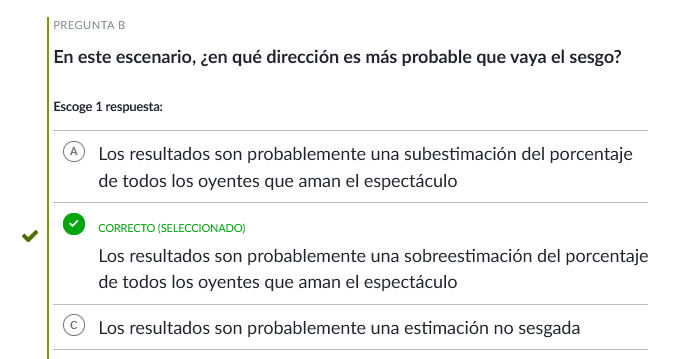 PREGUNTA B
En este escenario, ¿en qué dirección es más probable que vaya el sesgo?
Escoge 1 respuesta:
A
Los resultados son probablemente una subestimación del porcentaje
de todos los oyentes que aman el espectáculo
CORRECTO (SELECCIONADO)
Los resultados son probablemente una sobreestimación del porcentaje
de todos los oyentes que aman el espectáculo
C
Los resultados son probablemente una estimación no sesgada